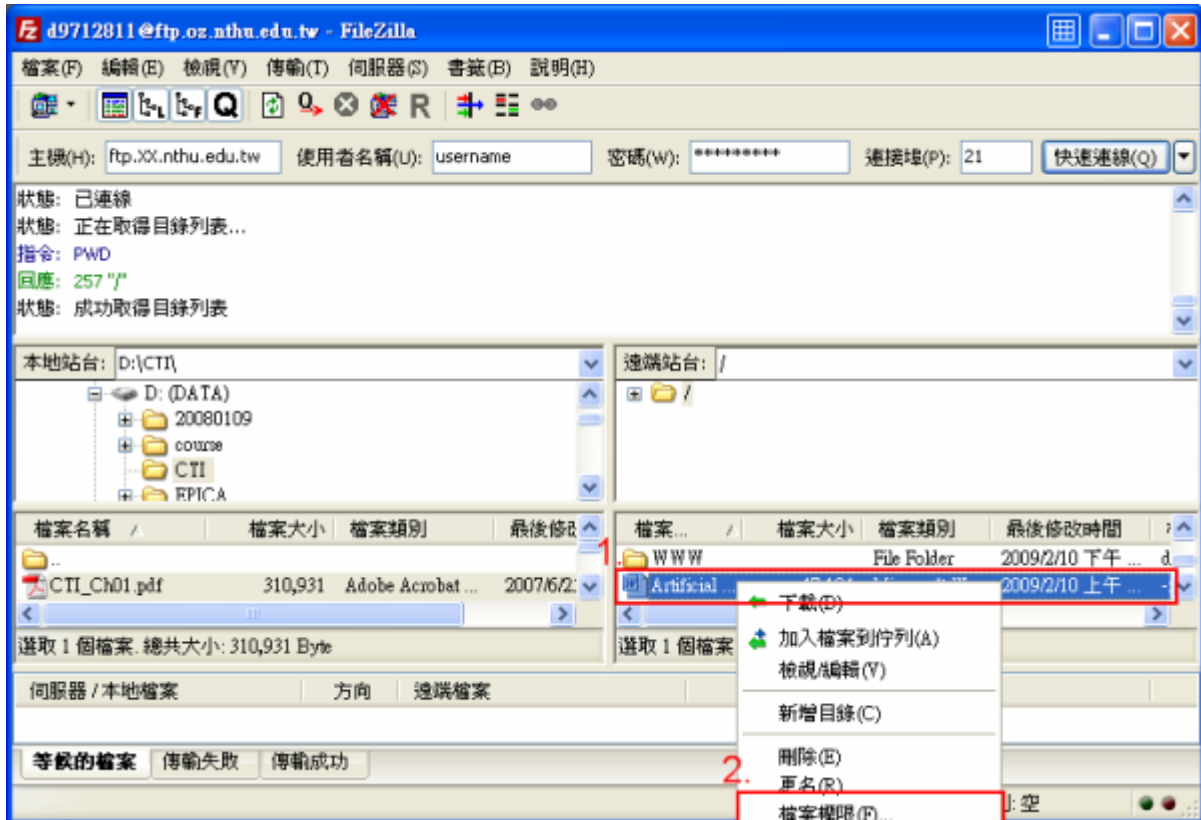 d9712811@ftp.oz.nthu.edu.tw - FileZilla
檔案(F) 編輯(E) 檢視(V) 傳輸(T) 伺服器(S) 書籤(B) 說明(H)
主機(H): ftp.XX.nthu.edu.tw 使用者名稱(U): username 密碼(W): ********* 連接埠(P): 21 快速連線(Q)
狀態: 已連線
狀態: 正在取得目錄列表...
指令: PWD
回應: 257 "/"
狀態: 成功取得目錄列表
本地站台: D:\CTI\ 遠端站台: /
D: (DATA) /
20080109
course
CTI
EPICA
檔案名稱 / 檔案大小 檔案類別 最後修改 檔案... / 檔案大小 檔案類別 最後修改時間
.. 1. WWW File Folder 2009/2/10 下午 ... d...
CTI_Ch01.pdf 310,931 Adobe Acrobat ... 2007/6/2. Artificial ... 2009/2/10 上午 ...
下載(D)
選取 1 個檔案. 總共大小: 310,931 Byte 選取 1 個檔案 加入檔案到佇列(A)
檢視/編輯(V)
伺服器 / 本地檔案 方向 遠端檔案
新增目錄(C)
等候的檔案 傳輸失敗 傳輸成功 刪除(E)
2. 更名(R)
檔案權限(F)... 空